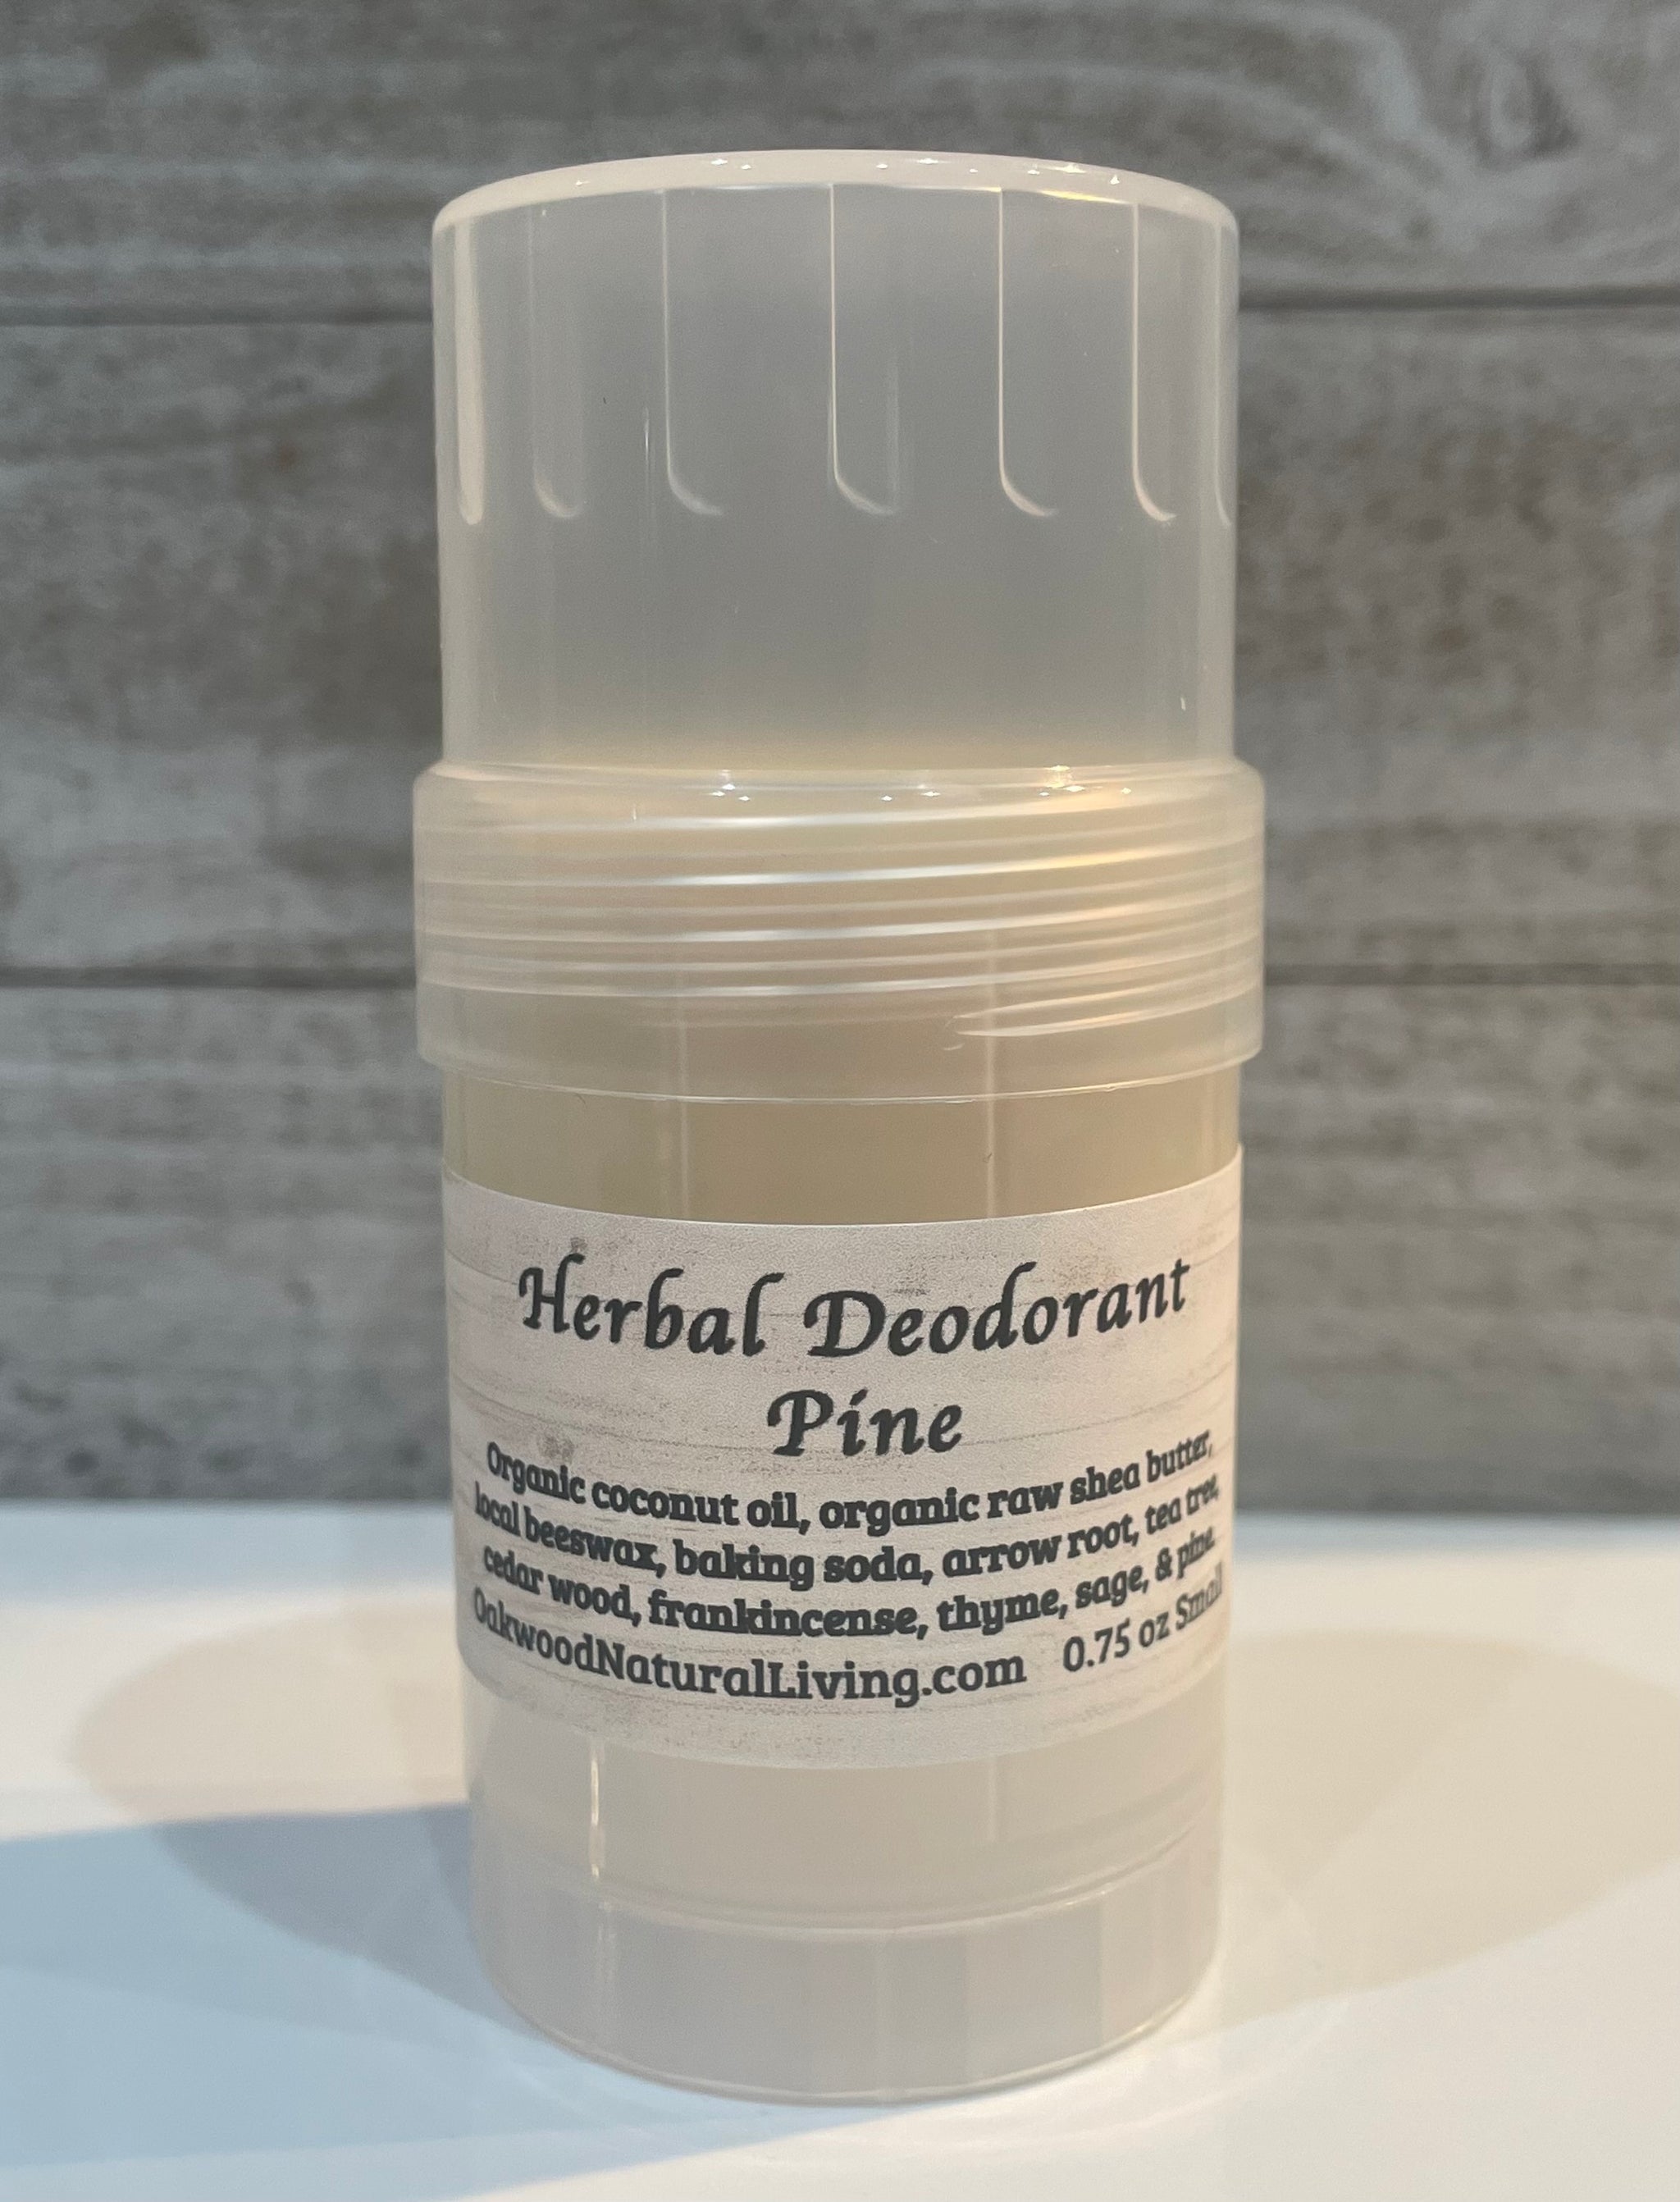 Herbal Deodorant
Pine
Organic coconut oil, organic raw shea butter,
local beeswax, baking soda, arrow root, tea tree,
cedar wood, frankincense, thyme, sage, & pine.
OakwoodNaturalLiving.com 0.75 oz Small